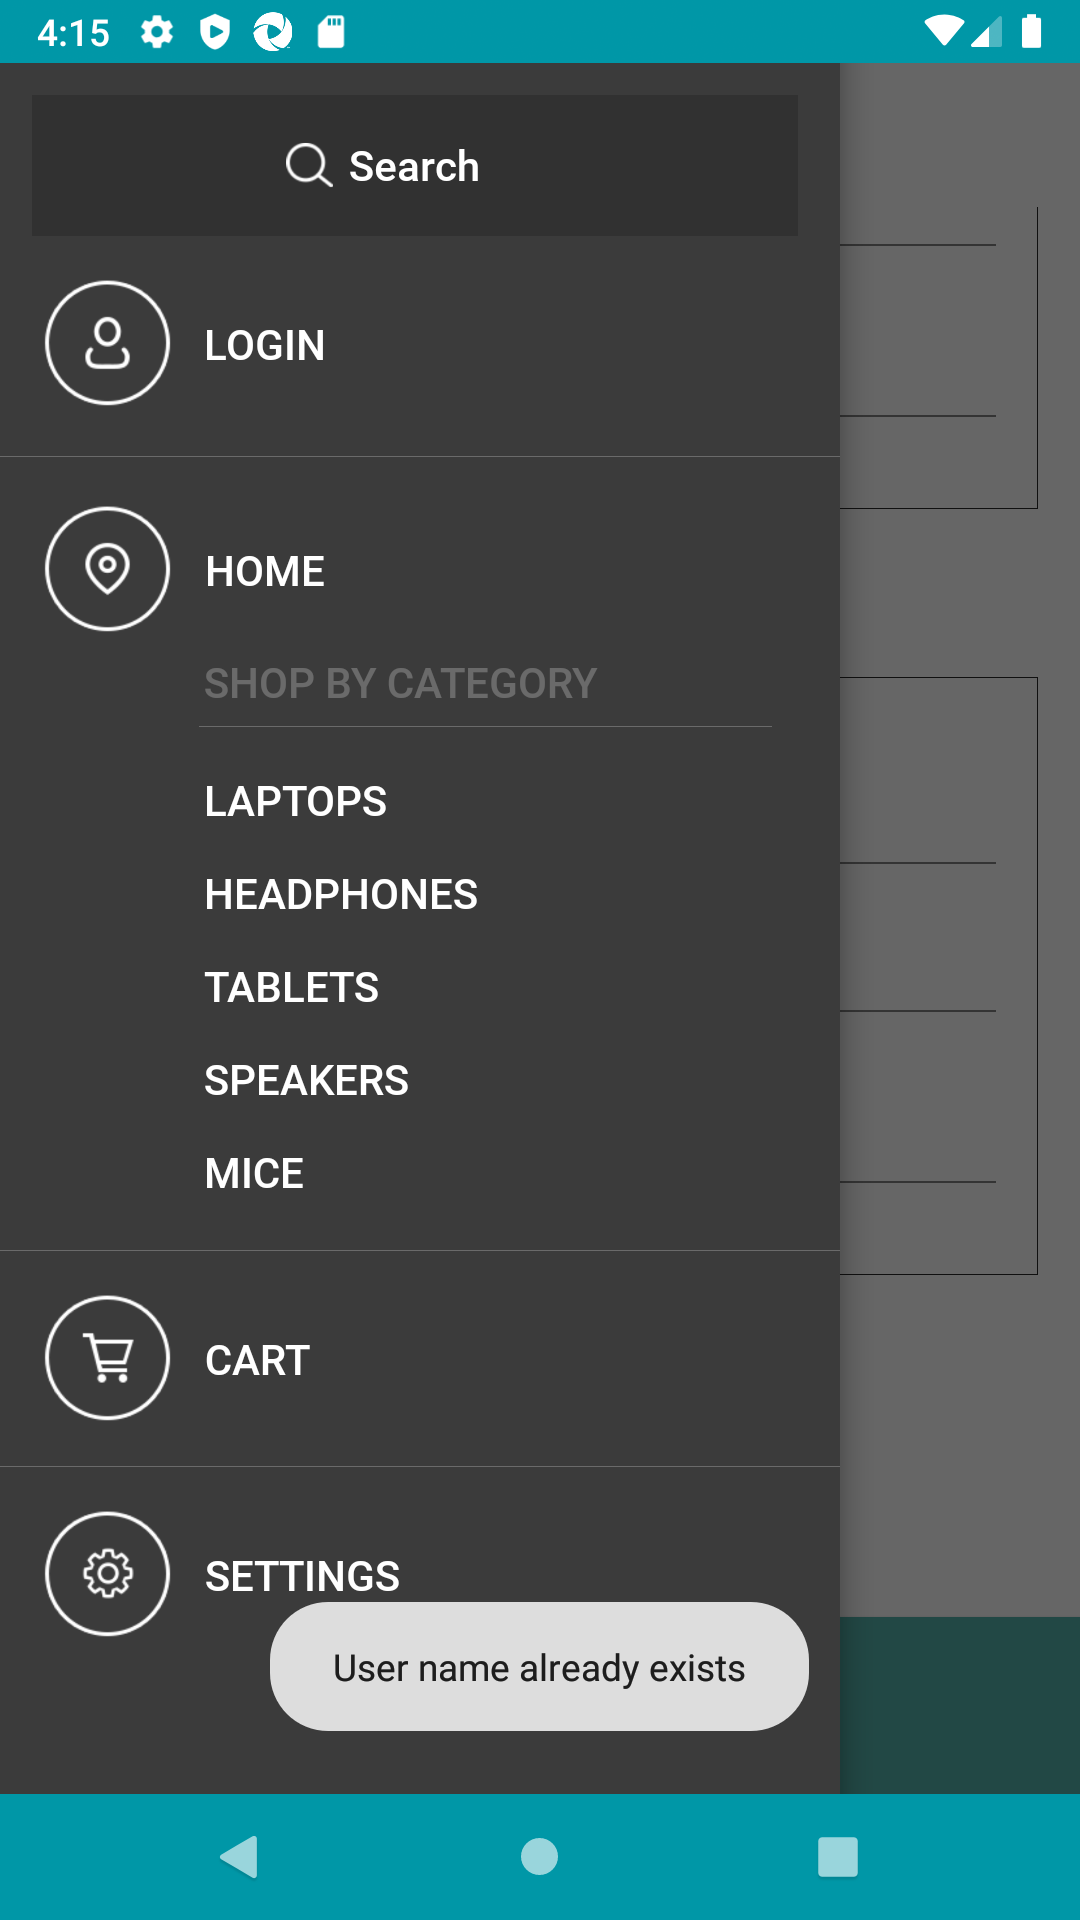 4:15
Search
LOGIN
HOME
SHOP BY CATEGORY
LAPTOPS
HEADPHONES
TABLETS
SPEAKERS
MICE
CART
SETTINGS
User name already exists